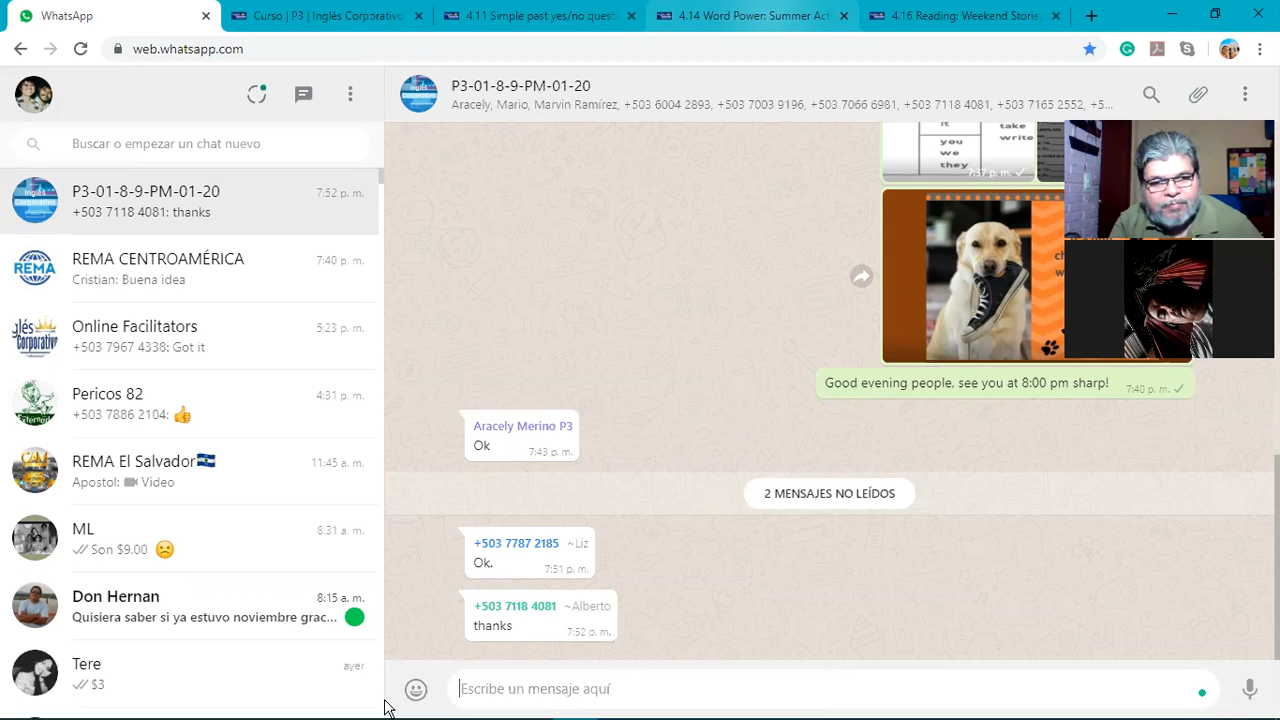 WhatsApp
Curso | P3 | Inglés Corporativo
4.11 Simple past yes/no quest
4.14 Word Power: Summer Act
4.16 Reading: Weekend Stories
web.whatsapp.com
Buscar o empezar un chat nuevo
P3-01-8-9-PM-01-20
7:52 p. m.
+503 7118 4081: thanks
REMA
REMA CENTROAMÉRICA
7:40 p. m.
Cristian: Buena idea
glés
Corporativo
Online Facilitators
5:23 p. m.
+503 7967 4338: Got it
Pericos 82
4:31 p. m.
+503 7886 2104: 👍
REMA El Salvador🇸🇻
11:45 a. m.
Apostol: Video
ML
8:31 a. m.
Son $9.00 ☹️
Don Hernan
8:15 a. m.
Quisiera saber si ya estuvo noviembre grac...
Tere
ayer
$3
P3-01-8-9-PM-01-20
Aracely, Mario, Marvin Ramírez, +503 6004 2893, +503 7003 3196, +503 7 6981, +503 7118 4081, +503 7165 2552, +5...
it
you
we
they
take
write
7:37 p. m.
Good evening people, see you at 8:00 pm sharp!
7:40 p. m.
Aracely Merino P3
Ok
7:43 p. m.
2 MENSAJES NO LEÍDOS
+503 7787 2185 ~Liz
Ok.
7:51 p. m.
+503 7118 4081 ~Alberto
thanks
7:52 p. m.
Escribe un mensaje aquí